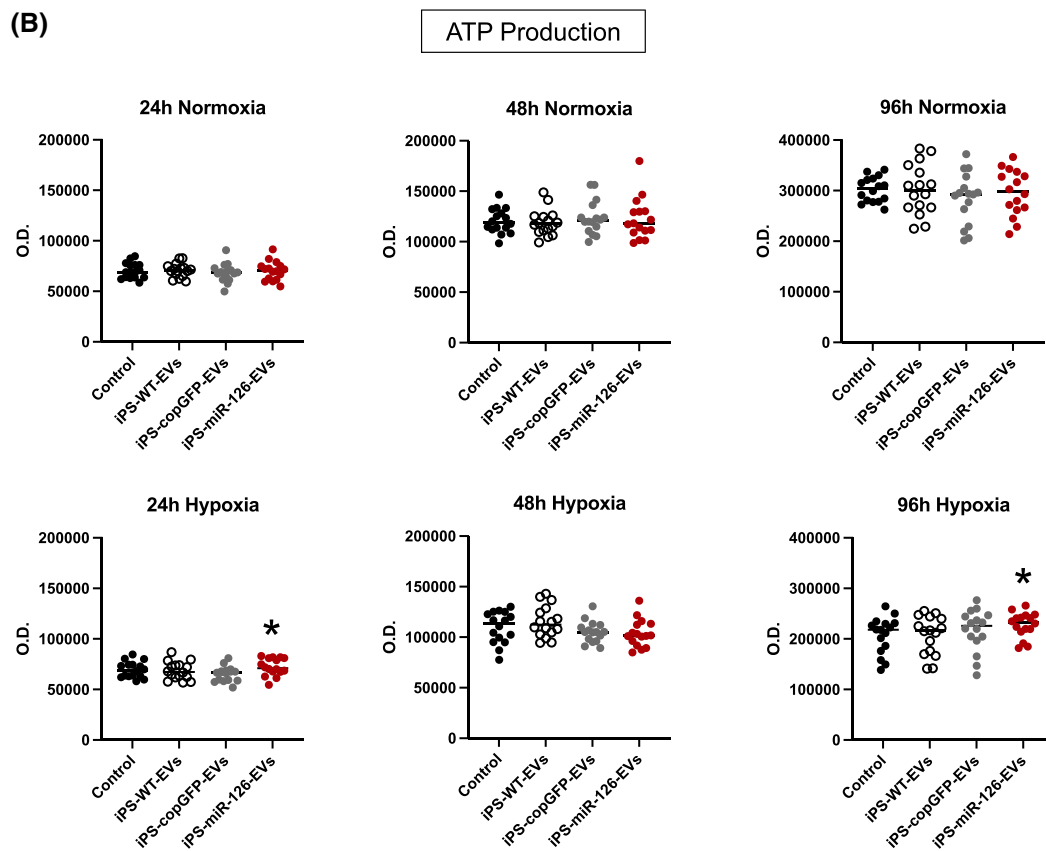 (B)
ATP Production
24h Normoxia
200000
150000
100000
50000
0
O.D.
Control
iPS-WT-EVs
iPS-copGFP-EVs
iPS-miR-126-EVs
48h Normoxia
200000
150000
100000
50000
0
O.D.
Control
iPS-WT-EVs
iPS-copGFP-EVs
iPS-miR-126-EVs
96h Normoxia
400000
300000
200000
100000
0
O.D.
Control
iPS-WT-EVs
iPS-copGFP-EVs
iPS-miR-126-EVs
24h Hypoxia
200000
150000
100000
50000
0
O.D.
*
Control
iPS-WT-EVs
iPS-copGFP-EVs
iPS-miR-126-EVs
48h Hypoxia
200000
150000
100000
50000
0
O.D.
Control
iPS-WT-EVs
iPS-copGFP-EVs
iPS-miR-126-EVs
96h Hypoxia
400000
300000
200000
100000
0
O.D.
*
Control
iPS-WT-EVs
iPS-copGFP-EVs
iPS-miR-126-EVs